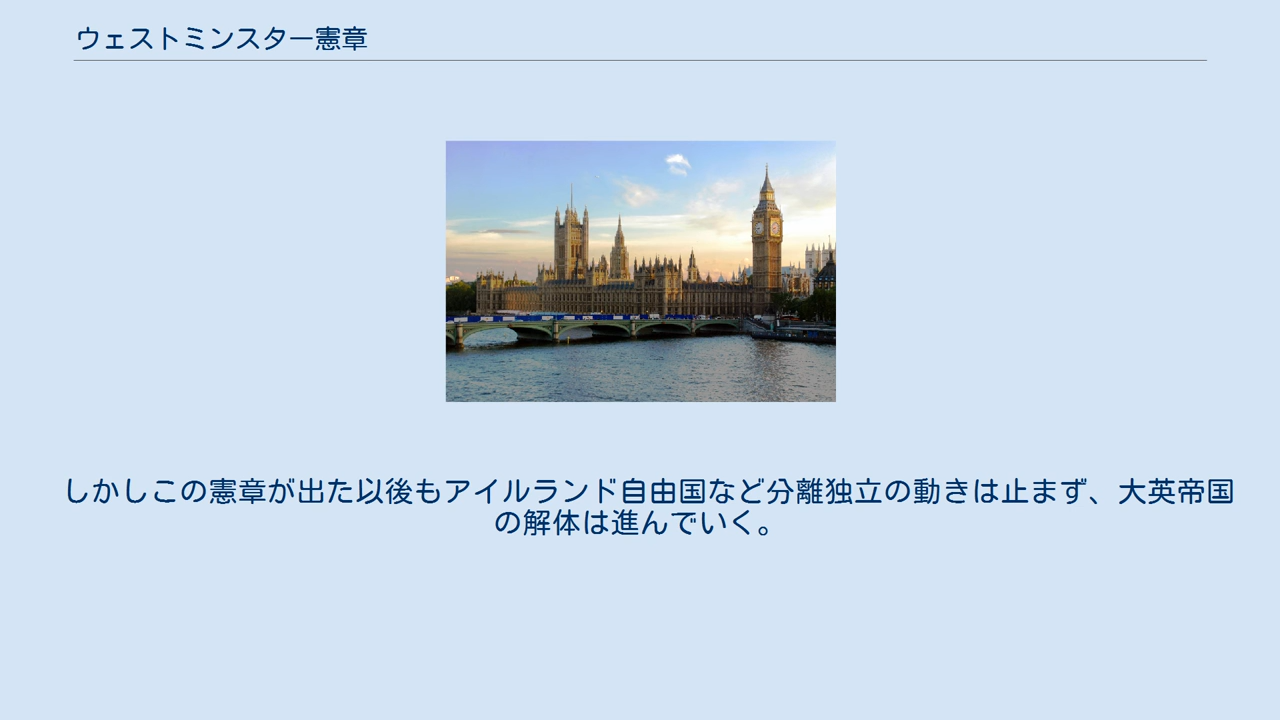 ウェストミンスター憲章
しかしこの憲章が出た以後もアイルランド自由国など分離独立の動きは止まず、大英帝国
の解体は進んでいく。